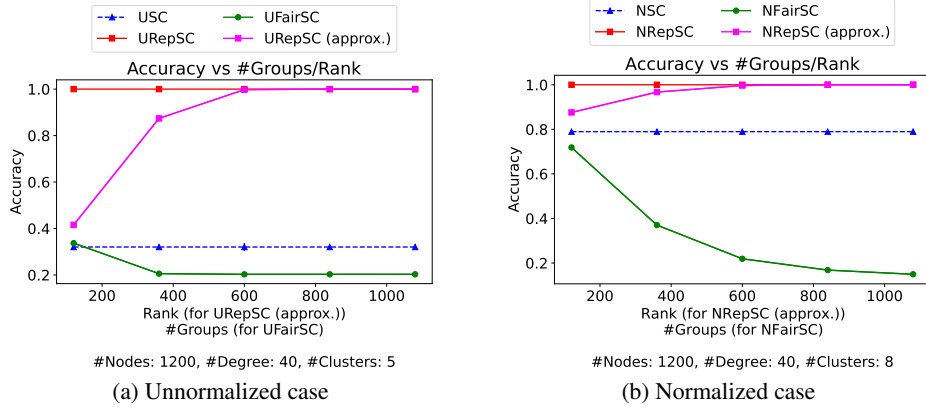 USC
UFairSC
URepSC
URepSC (approx.)
Accuracy vs #Groups/Rank
1.0
0.8
0.6
0.4
0.2
Accuracy
200 400 600 800 1000
Rank (for URepSC (approx.))
#Groups (for UFairSC)
#Nodes: 1200, #Degree: 40, #Clusters: 5
(a) Unnormalized case
NSC
NFairSC
NRepSC
NRepSC (approx.)
Accuracy vs #Groups/Rank
1.0
0.8
0.6
0.4
0.2
Accuracy
200 400 600 800 1000
Rank (for NRepSC (approx.))
#Groups (for NFairSC)
#Nodes: 1200, #Degree: 40, #Clusters: 8
(b) Normalized case